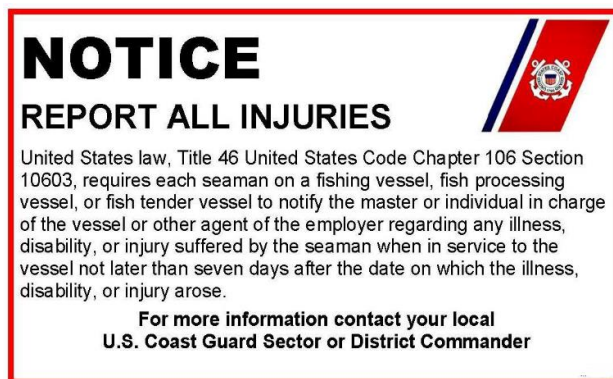 NOTICE
REPORT ALL INJURIES
United States law, Title 46 United States Code Chapter 106 Section
10603, requires each seaman on a fishing vessel, fish processing
vessel, or fish tender vessel to notify the master or individual in charge
of the vessel or other agent of the employer regarding any illness,
disability, or injury suffered by the seaman when in service to the
vessel not later than seven days after the date on which the illness,
disability, or injury arose.
For more information contact your local
U.S. Coast Guard Sector or District Commander